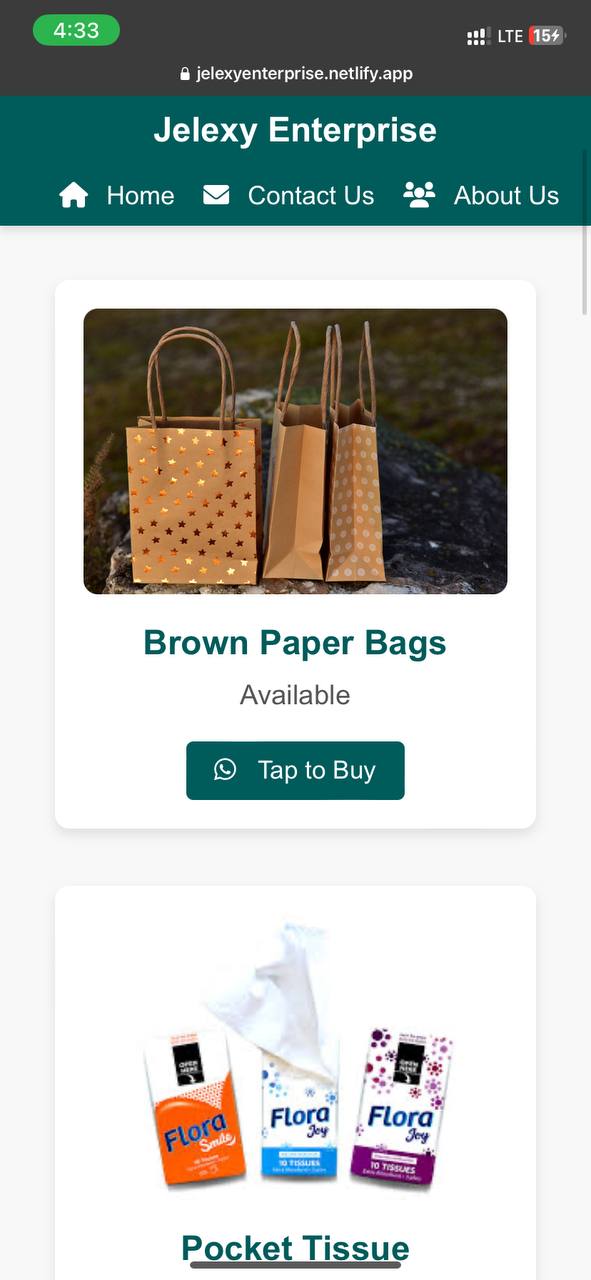 4:33
LTE 15
jelexyenterprise.netlify.app
Jelexy Enterprise
Home Contact Us About Us
Brown Paper Bags
Available
Tap to Buy
OPEN HERE
OPEN HERE
Flora Smile
Flora Joy
10 TISSUES
Flora Joy
10 TISSUES
Pocket Tissue